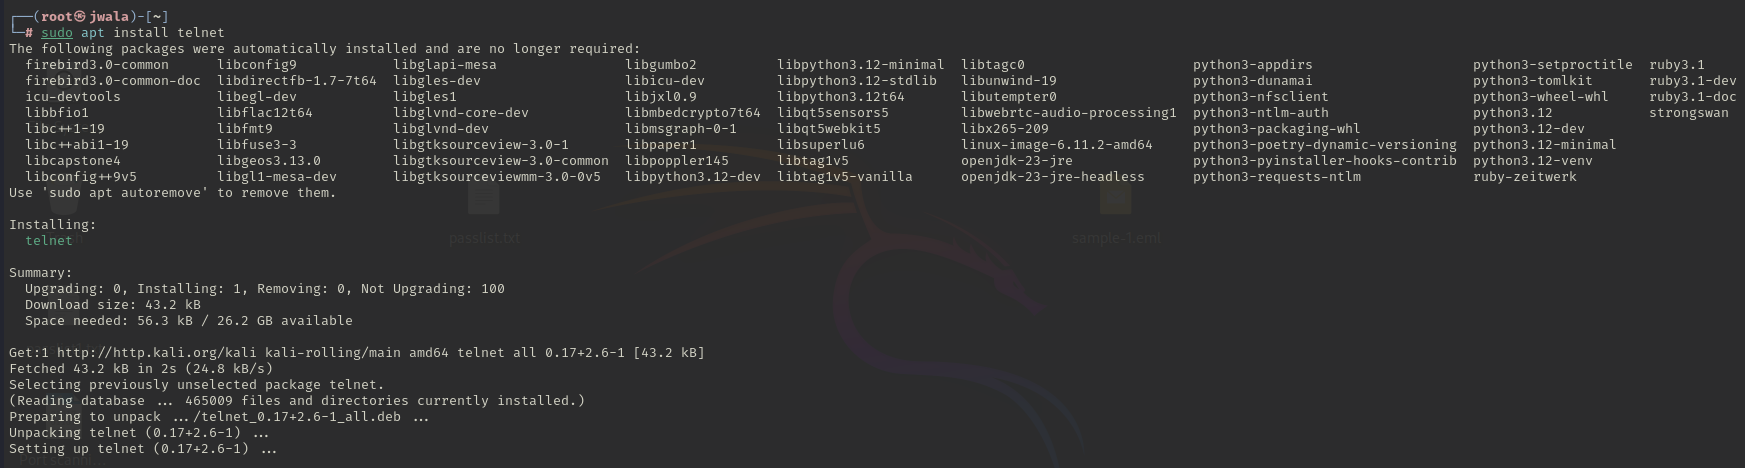 ┌──(root㉿jwala)-[~]
└─# sudo apt install telnet
The following packages were automatically installed and are no longer required:
firebird3.0-common libconfig9 libglapi-mesa libgumbo2 libpython3.12-minimal libtagc0 python3-appdirs python3-setproctitle ruby3.1
firebird3.0-common-doc libdirectfb-1.7-7t64 libgles-dev libicu-dev libpython3.12-stdlib libunwind-19 python3-dunamai python3-tomlkit ruby3.1-dev
icu-devtools libegl-dev libgles1 libjxl0.9 libpython3.12t64 libutempter0 python3-nfsclient python3-wheel-whl ruby3.1-doc
libbfio1 libflac12t64 libglvnd-core-dev libmbedcrypto7t64 libqt5sensors5 libwebrtc-audio-processing1 python3-ntlm-auth python3.12 strongswan
libc++1-19 libfmt9 libglvnd-dev libmsgraph-0-1 libqt5webkit5 libx265-209 python3-packaging-whl python3.12-dev
libc++abi1-19 libfuse3-3 libgtksourceview-3.0-1 libpaper1 libsuperlu6 linux-image-6.11.2-amd64 python3-poetry-dynamic-versioning python3.12-minimal
libcapstone4 libgeos3.13.0 libgtksourceview-3.0-common libpoppler145 libtag1v5 openjdk-23-jre python3-pyinstaller-hooks-contrib python3.12-venv
libconfig++9v5 libgl1-mesa-dev libgtksourceviewmm-3.0-0v5 libpython3.12-dev libtag1v5-vanilla openjdk-23-jre-headless python3-requests-ntlm ruby-zeitwerk
Use 'sudo apt autoremove' to remove them.
Installing:
telnet
passlist.txt sample-1.eml
Summary:
Upgrading: 0, Installing: 1, Removing: 0, Not Upgrading: 100
Download size: 43.2 kB
Space needed: 56.3 kB / 26.2 GB available
Get:1 http://http.kali.org/kali kali-rolling/main amd64 telnet all 0.17+2.6-1 [43.2 kB]
Fetched 43.2 kB in 2s (24.8 kB/s)
Selecting previously unselected package telnet.
(Reading database ... 465009 files and directories currently installed.)
Preparing to unpack .../telnet_0.17+2.6-1_all.deb ...
Unpacking telnet (0.17+2.6-1) ...
Setting up telnet (0.17+2.6-1) ...